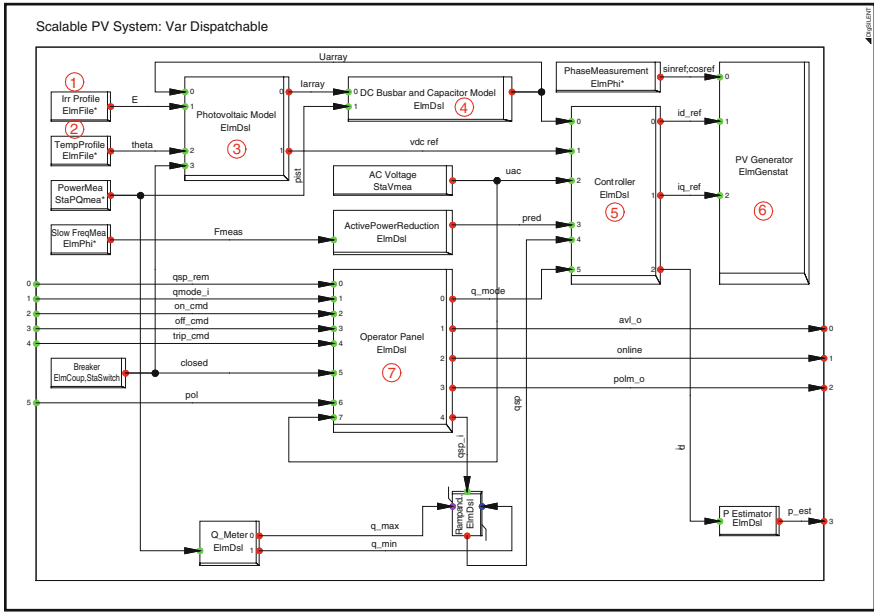 Scalable PV System: Var Dispatchable
DIgSILENT
Uarray
1
Irr Profile
ElmFile*
E
2
TempProfile
ElmFile*
theta
PowerMea
StaPQmea*
Slow FreqMea
ElmPhi*
Fmeas
0
1
2
3
Photovoltaic Model
ElmDsl
3
0
1
Iarray
vdc ref
pist
0
1
DC Busbar and Capacitor Model
ElmDsl
4
AC Voltage
StaVmea
uac
ActivePowerReduction
ElmDsl
pred
PhaseMeasurement
ElmPhi*
sinref;cosref
0
1
2
3
4
5
Controller
ElmDsl
5
0
1
2
id_ref
iq_ref
0
1
2
PV Generator
ElmGenstat
6
0
1
2
3
4
5
qsp_rem
qmode_i
on_cmd
off_cmd
trip_cmd
Breaker
ElmCoup,StaSwitch
closed
pol
0
1
2
3
4
5
6
7
Operator Panel
ElmDsl
7
0
1
2
3
4
q_mode
avl_o
online
polm_o
qsp
qsp_i
id
0
1
2
3
Q_Meter
ElmDsl
0
1
q_max
q_min
Rampand.
ElmDsl
P Estimator
ElmDsl
p_est